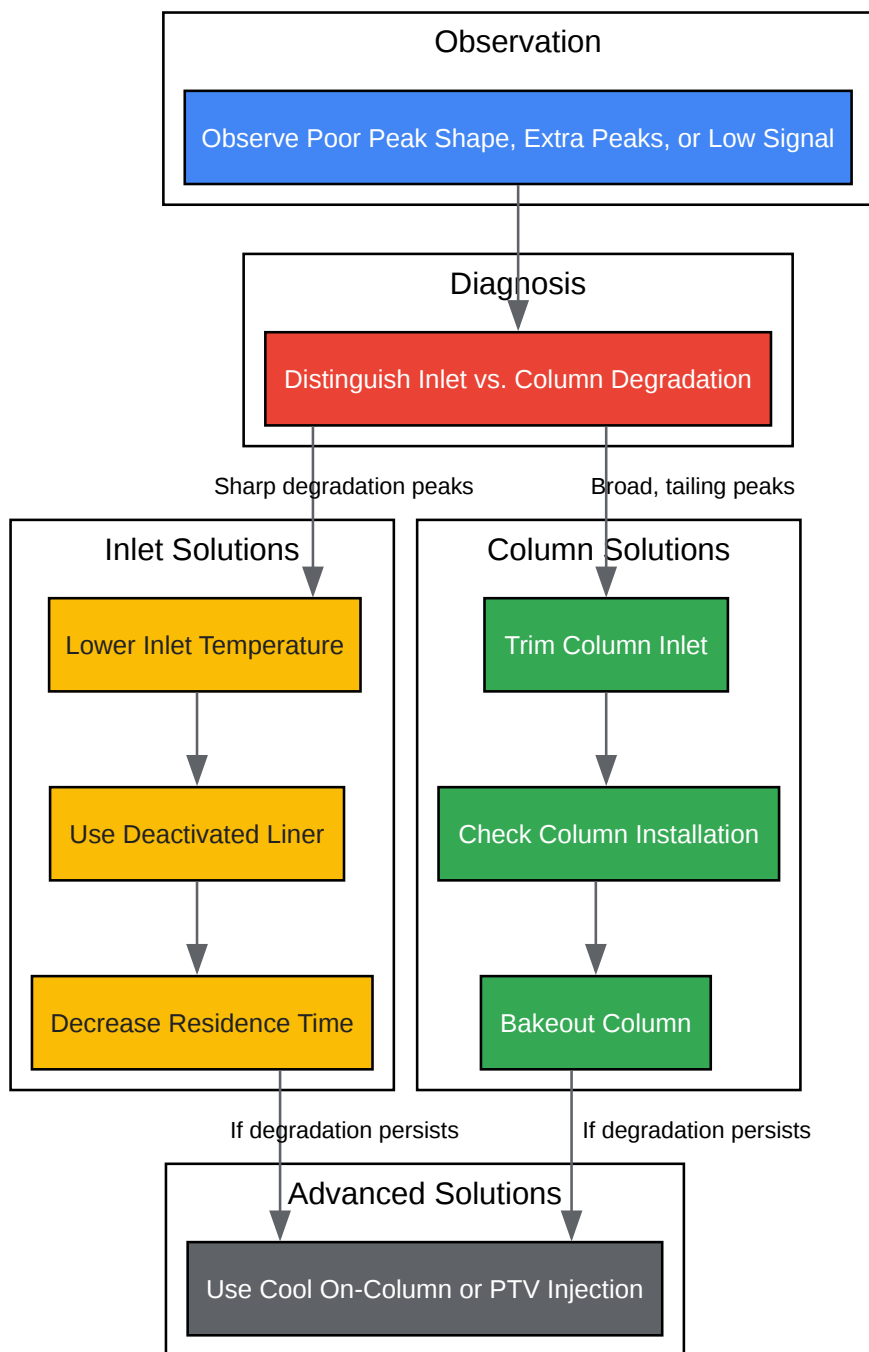 Observation
Observe Poor Peak Shape, Extra Peaks, or Low Signal
Diagnosis
Distinguish Inlet vs. Column Degradation
Sharp degradation peaks
Broad, tailing peaks
Inlet Solutions
Column Solutions
Lower Inlet Temperature
Trim Column Inlet
Use Deactivated Liner
Check Column Installation
Decrease Residence Time
Bakeout Column
If degradation persists
If degradation persists
Advanced Solutions
Use Cool On-Column or PTV Injection